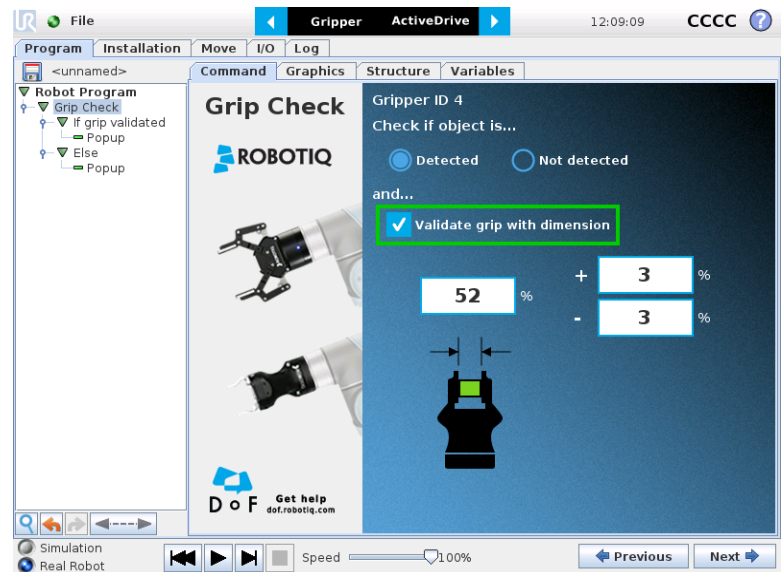 UR File Gripper ActiveDrive 12:09:09 CCCC ?
Program Installation Move I/O Log
<unnamed>
Command Graphics Structure Variables
Robot Program
Grip Check
If grip validated
Popup
Else
Popup
Grip Check
ROBOTIQ
ROBOTIQ
DoF Get help
dof.robotiq.com
Gripper ID 4
Check if object is...
Detected Not detected
and...
Validate grip with dimension
52 %
+ 3 %
- 3 %
Simulation
Real Robot
Speed 100%
Previous Next